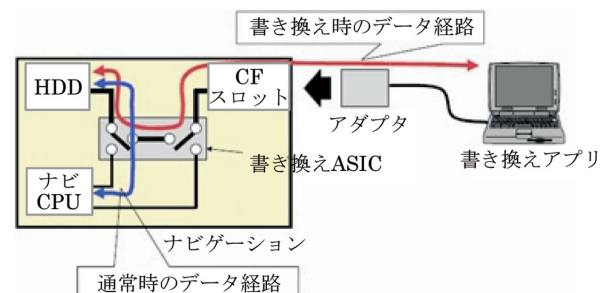 書き換え時のデータ経路
HDD
CF
スロット
アダプタ
書き換えASIC
書き換えアプリ
ナビ
CPU
ナビゲーション
通常時のデータ経路